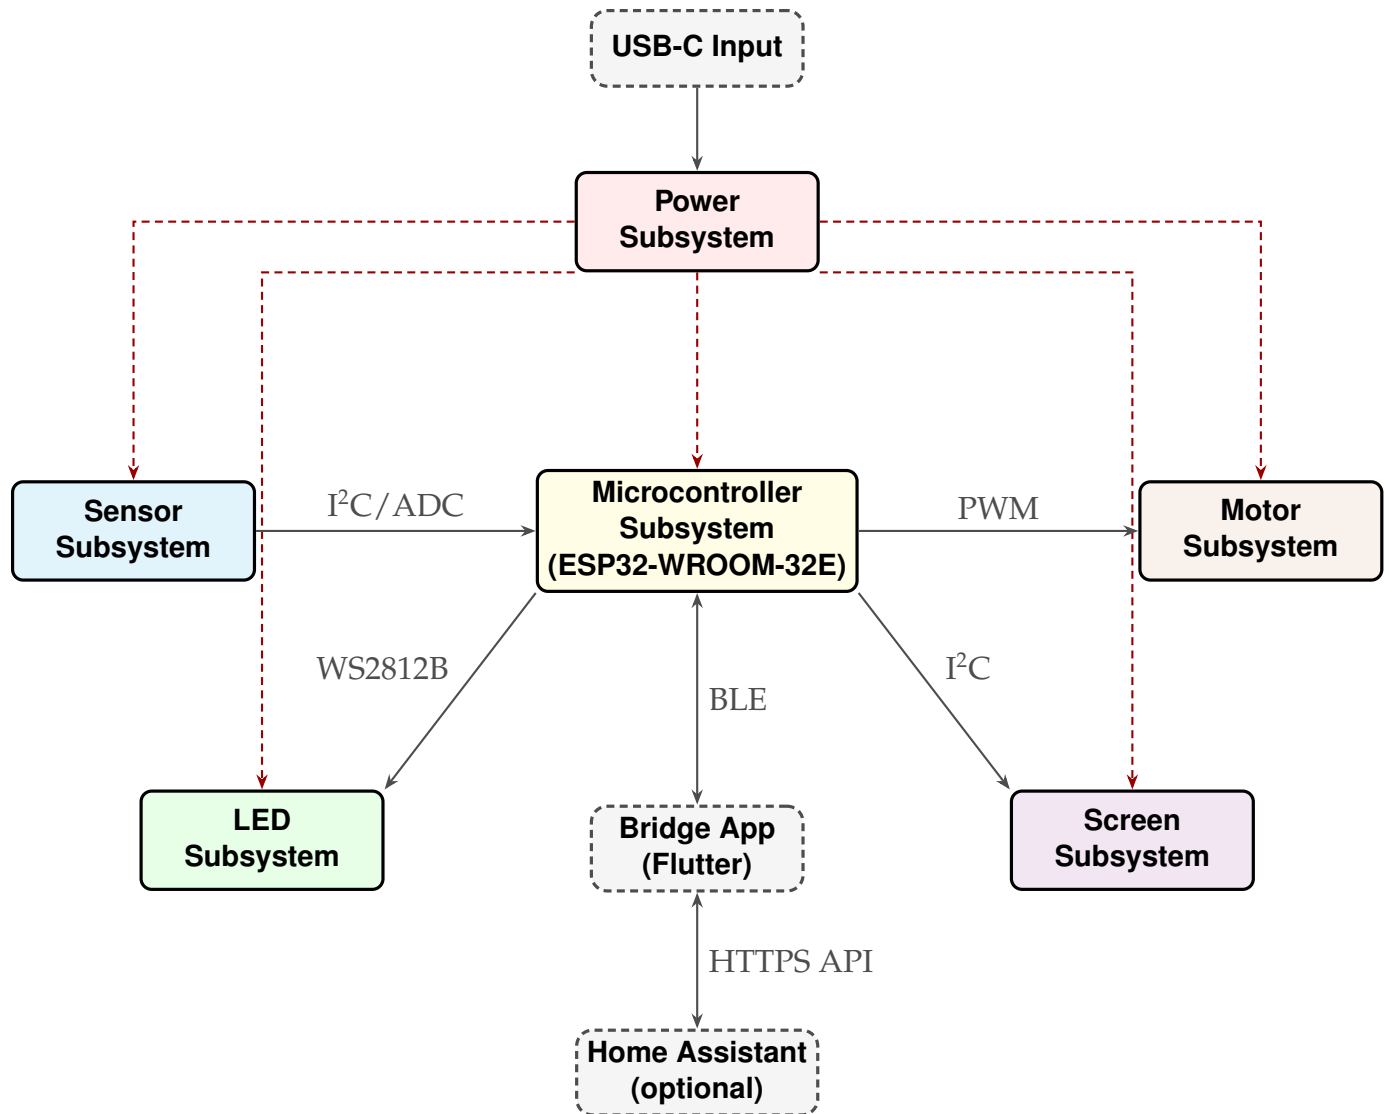 USB-C Input
Power
Subsystem
Sensor
Subsystem
I²C/ADC
Microcontroller
Subsystem
(ESP32-WROOM-32E)
PWM
Motor
Subsystem
WS2812B
BLE
I²C
LED
Subsystem
Bridge App
(Flutter)
Screen
Subsystem
HTTPS API
Home Assistant
(optional)